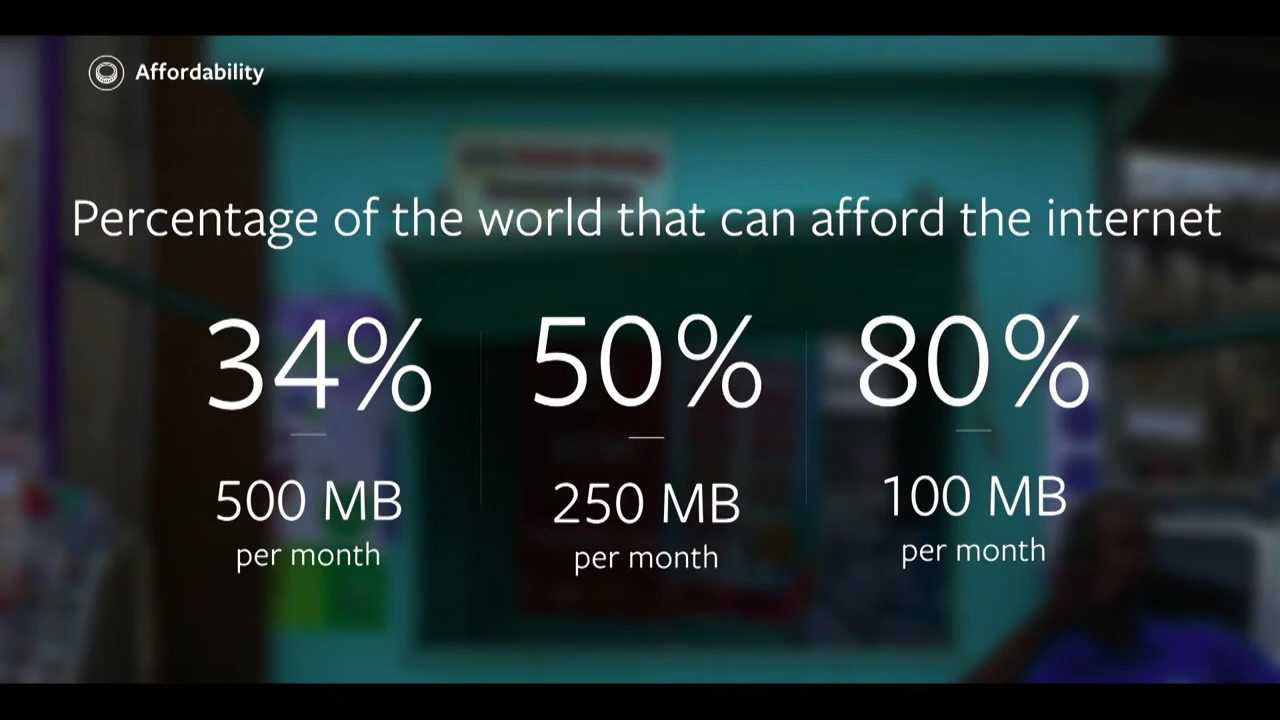 Affordability
Percentage of the world that can afford the internet
34%
500 MB
per month
50%
250 MB
per month
80%
100 MB
per month